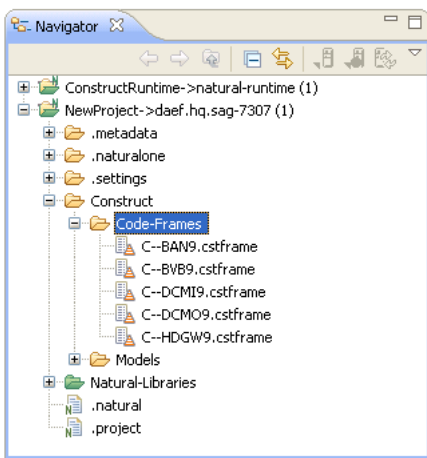 Navigator
ConstructRuntime->natural-runtime (1)
NewProject->daef.hq.sag-7307 (1)
.metadata
.naturalone
.settings
Construct
Code-Frames
C--BAN9.cstframe
C--BVB9.cstframe
C--DCMI9.cstframe
C--DCMO9.cstframe
C--HDGW9.cstframe
Models
Natural-Libraries
.natural
.project